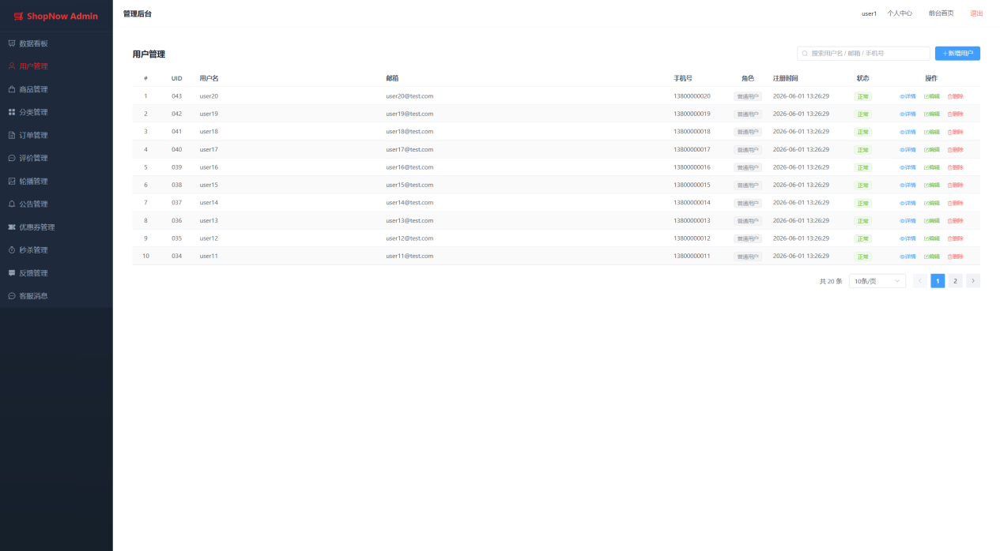 ShopNow Admin
管理后台
user1 个人中心 前台首页 退出
数据看板
用户管理
商品管理
分类管理
订单管理
评价管理
轮播管理
公告管理
优惠券管理
秒杀管理
反馈管理
客服消息
用户管理
搜索用户名 / 邮箱 / 手机号
+ 新增用户
# UID 用户名 邮箱 手机号 角色 注册时间 状态 操作
1 043 user20 user20@test.com 13800000020 普通用户 2026-06-01 13:26:29 正常 详情 编辑 删除
2 042 user19 user19@test.com 13800000019 普通用户 2026-06-01 13:26:29 正常 详情 编辑 删除
3 041 user18 user18@test.com 13800000018 普通用户 2026-06-01 13:26:29 正常 详情 编辑 删除
4 040 user17 user17@test.com 13800000017 普通用户 2026-06-01 13:26:29 正常 详情 编辑 删除
5 039 user16 user16@test.com 13800000016 普通用户 2026-06-01 13:26:29 正常 详情 编辑 删除
6 038 user15 user15@test.com 13800000015 普通用户 2026-06-01 13:26:29 正常 详情 编辑 删除
7 037 user14 user14@test.com 13800000014 普通用户 2026-06-01 13:26:29 正常 详情 编辑 删除
8 036 user13 user13@test.com 13800000013 普通用户 2026-06-01 13:26:29 正常 详情 编辑 删除
9 035 user12 user12@test.com 13800000012 普通用户 2026-06-01 13:26:29 正常 详情 编辑 删除
10 034 user11 user11@test.com 13800000011 普通用户 2026-06-01 13:26:29 正常 详情 编辑 删除
共 20 条 10条/页 1 2